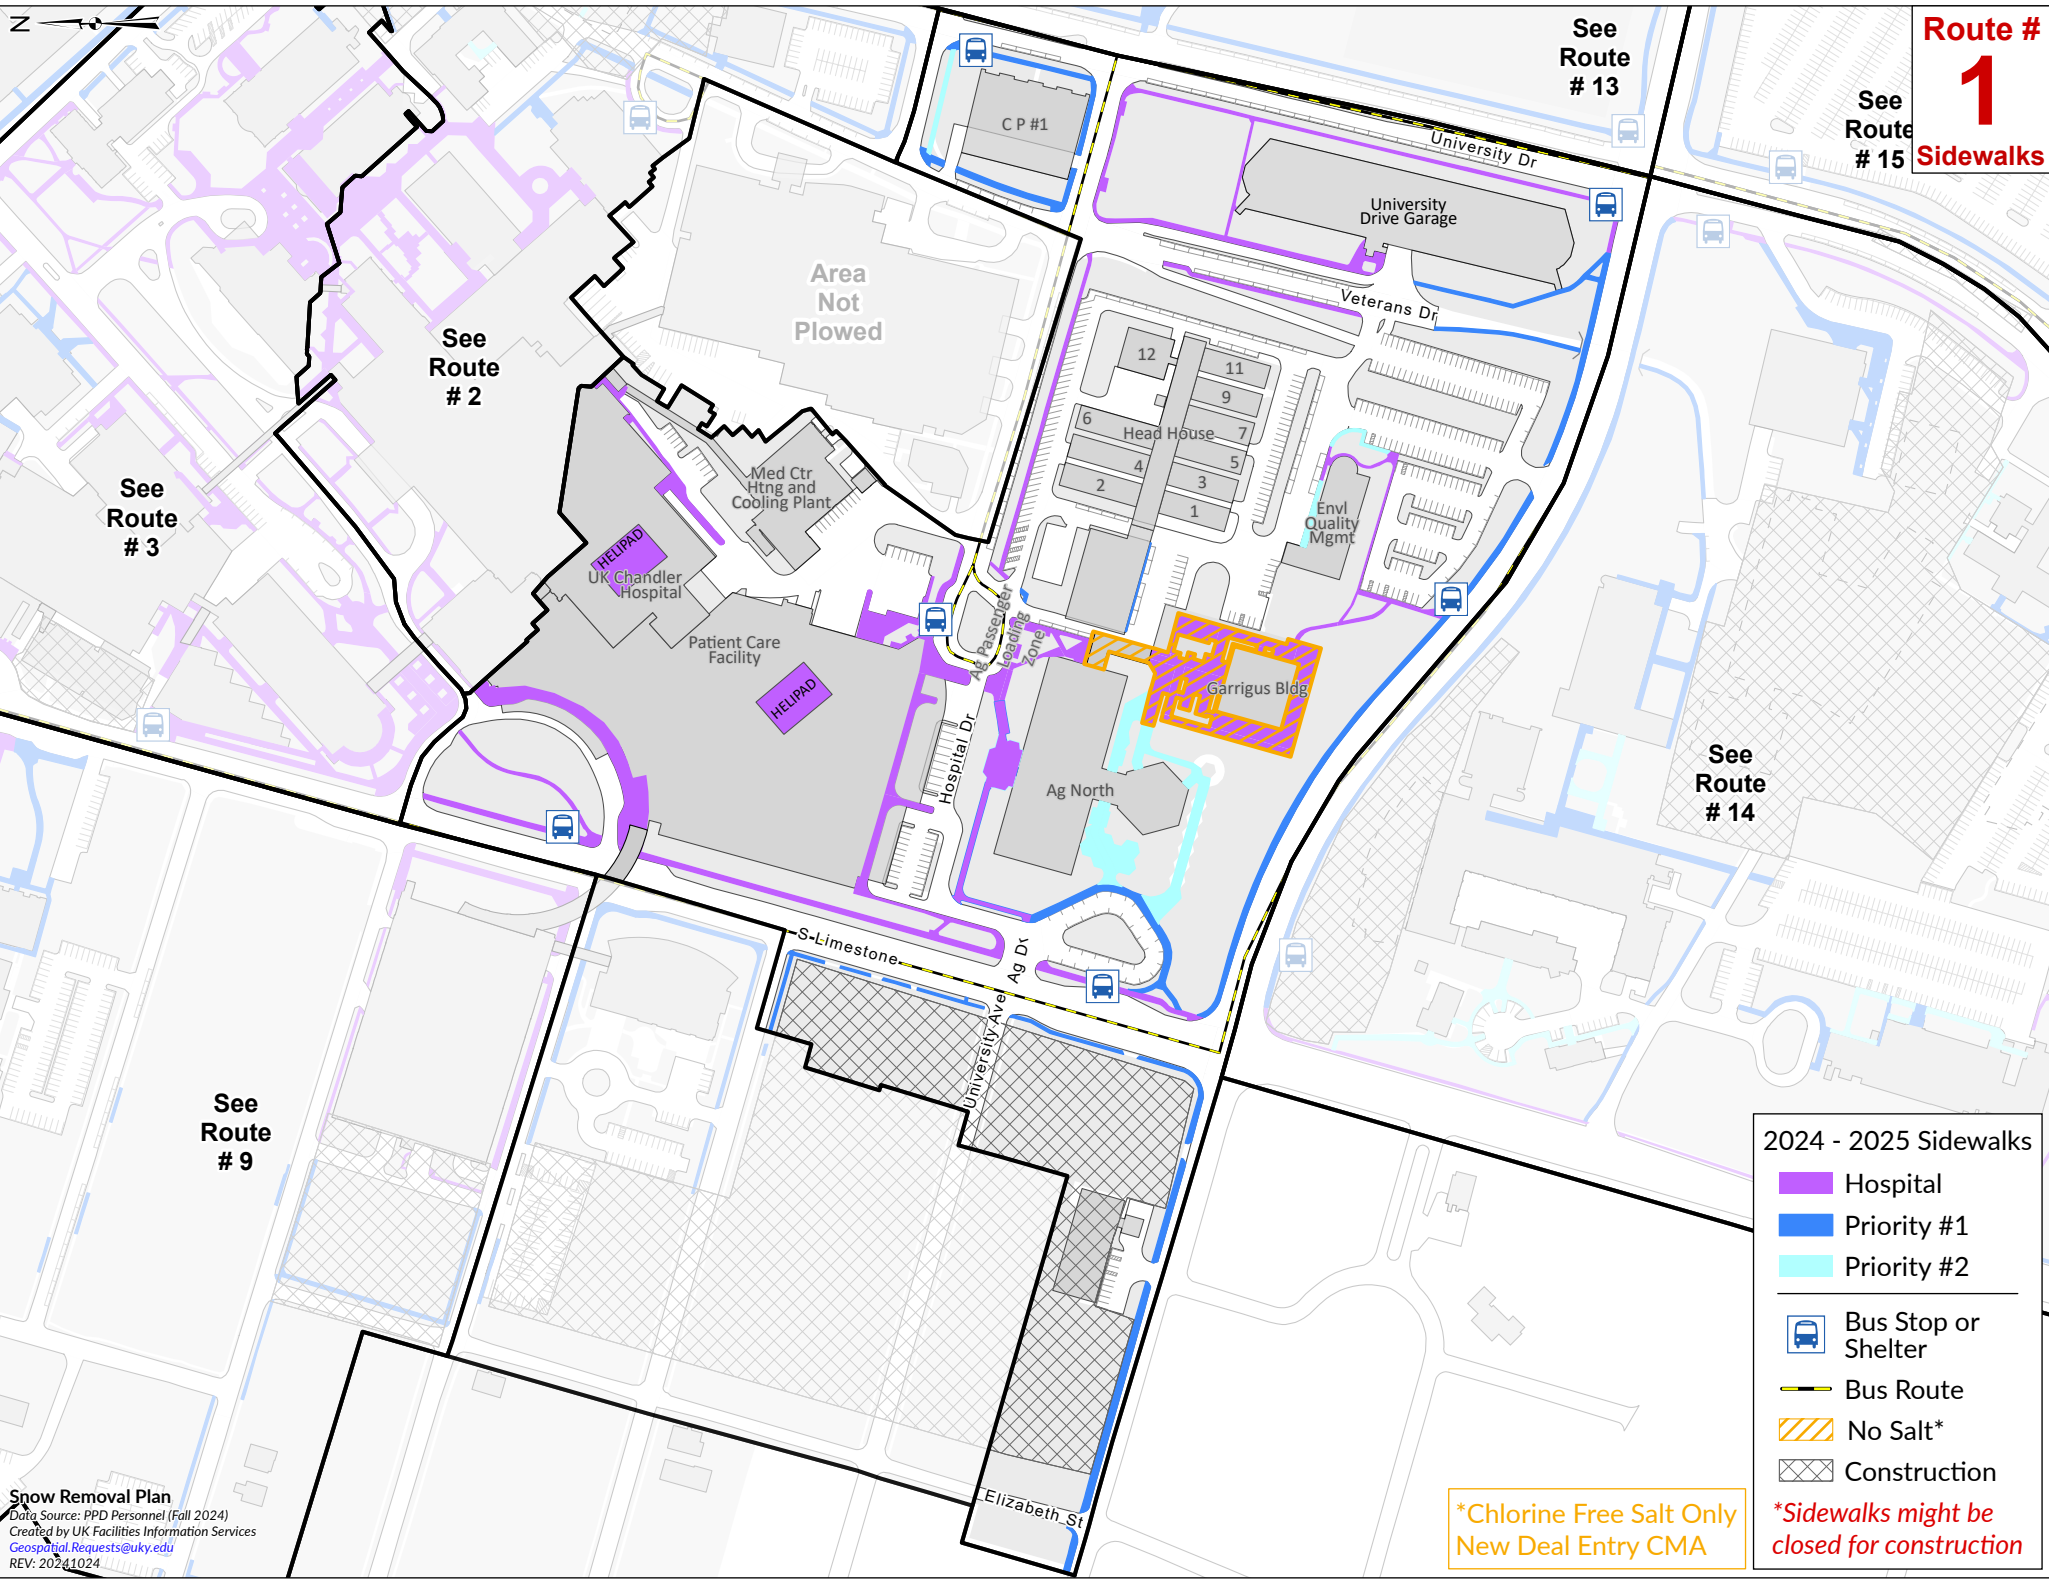 N
Route #
1
Sidewalks
See
Route
# 13
See
Route
# 15
C P #1
University Dr
University
Drive Garage
Area
Not
Plowed
Veterans Dr
See
Route
# 2
12
11
9
6
Head House
7
4
5
2
3
1
Med Ctr
Htng and
Cooling Plant
Envl
Quality
Mgmt
See
Route
# 3
HELIPAD
UK Chandler
Hospital
Patient Care
Facility
HELIPAD
Ag Passenger
Loading
Zone
Garrigus Bldg
Hospital Dr
Ag North
See
Route
# 14
S Limestone
Ag Dr
University Ave
See
Route
# 9
Elizabeth St
2024 - 2025 Sidewalks
Hospital
Priority #1
Priority #2
Bus Stop or
Shelter
Bus Route
No Salt*
Construction
*Sidewalks might be
closed for construction
*Chlorine Free Salt Only
New Deal Entry CMA
Snow Removal Plan
Data Source: PPD Personnel (Fall 2024)
Created by UK Facilities Information Services
Geospatial.Requests@uky.edu
REV: 20241024